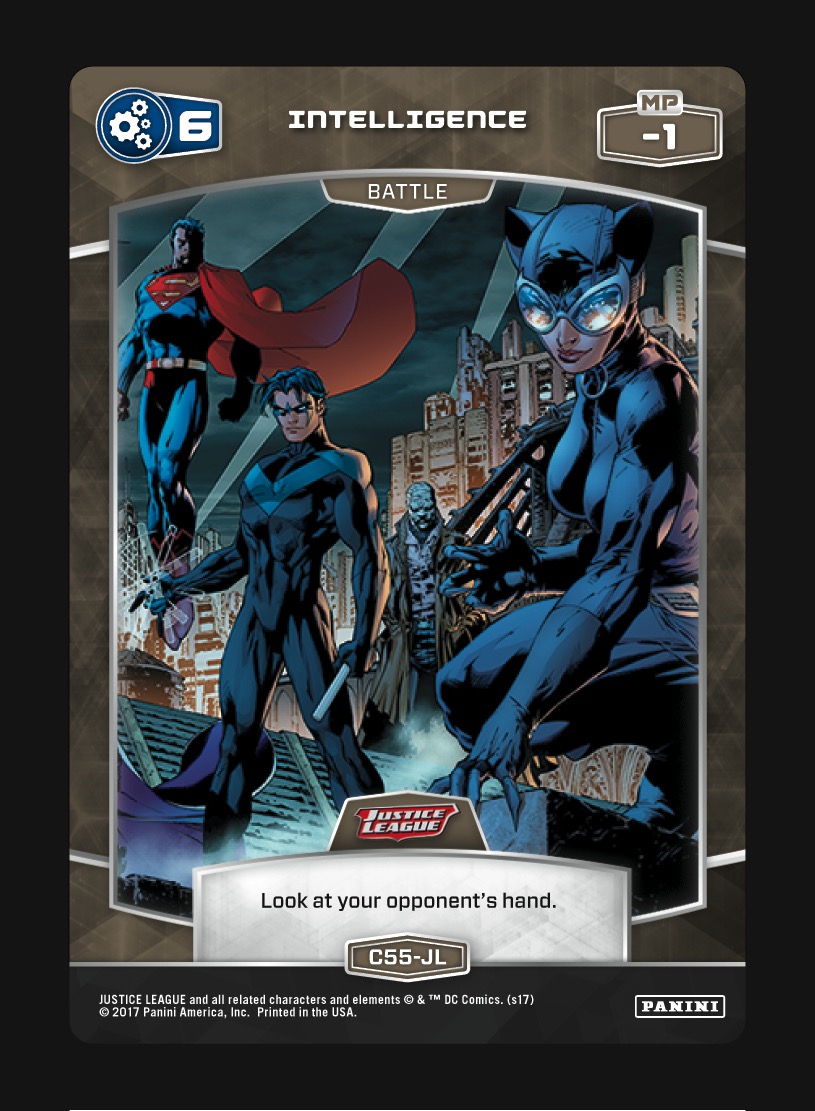 6
INTELLIGENCE
MP
-1
BATTLE
JUSTICE
LEAGUE
Look at your opponent's hand.
C55-JL
JUSTICE LEAGUE and all related characters and elements © & ™ DC Comics. (s17)
© 2017 Panini America, Inc. Printed in the USA.
PANINI